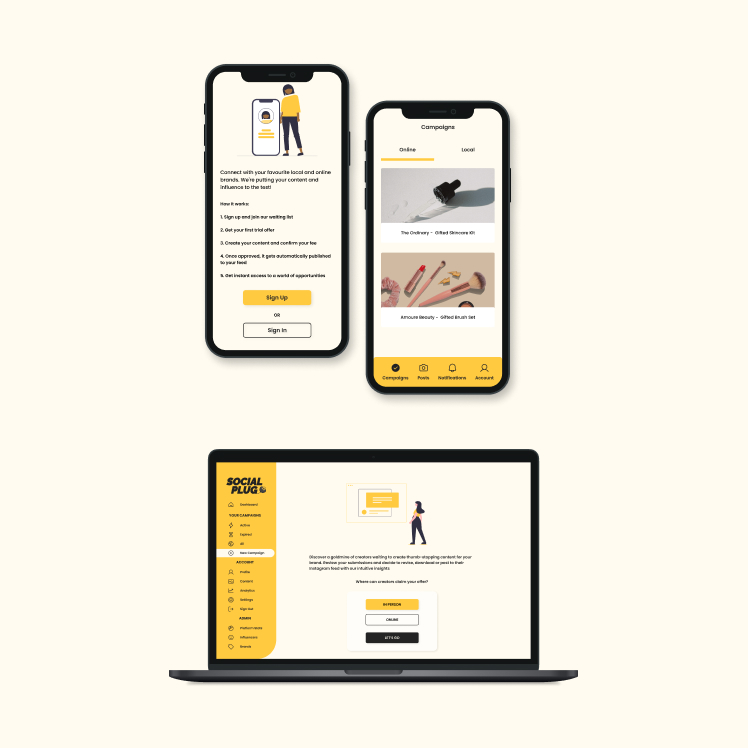 Connect with your favourite local and online
brands. We're putting your content and
influence to the test!
How it works:
1. Sign up and join our waiting list
2. Get your first trial offer
3. Create your content and confirm your fee
4. Once approved, it gets automatically published
to your feed
5. Get instant access to a world of opportunities
Sign Up
OR
Sign In
Campaigns
Online
Local
The Ordinary - Gifted Skincare Kit
Amoure Beauty - Gifted Brush Set
Campaigns
Posts
Notifications
Account
SOCIAL
PLUG
Dashboard
YOUR CAMPAIGNS
Active
Expired
All
New Campaign
ACCOUNT
Profile
Content
Analytics
Settings
Sign Out
ADMIN
Platform Stats
Influencers
Brands
Discover a goldmine of creators waiting to create thumb-stopping content for your
brand. Review your submissions and decide to revise, download or post to their
Instagram feed with our intuitive insights
Where can creators claim your offer?
IN PERSON
ONLINE
LET'S GO